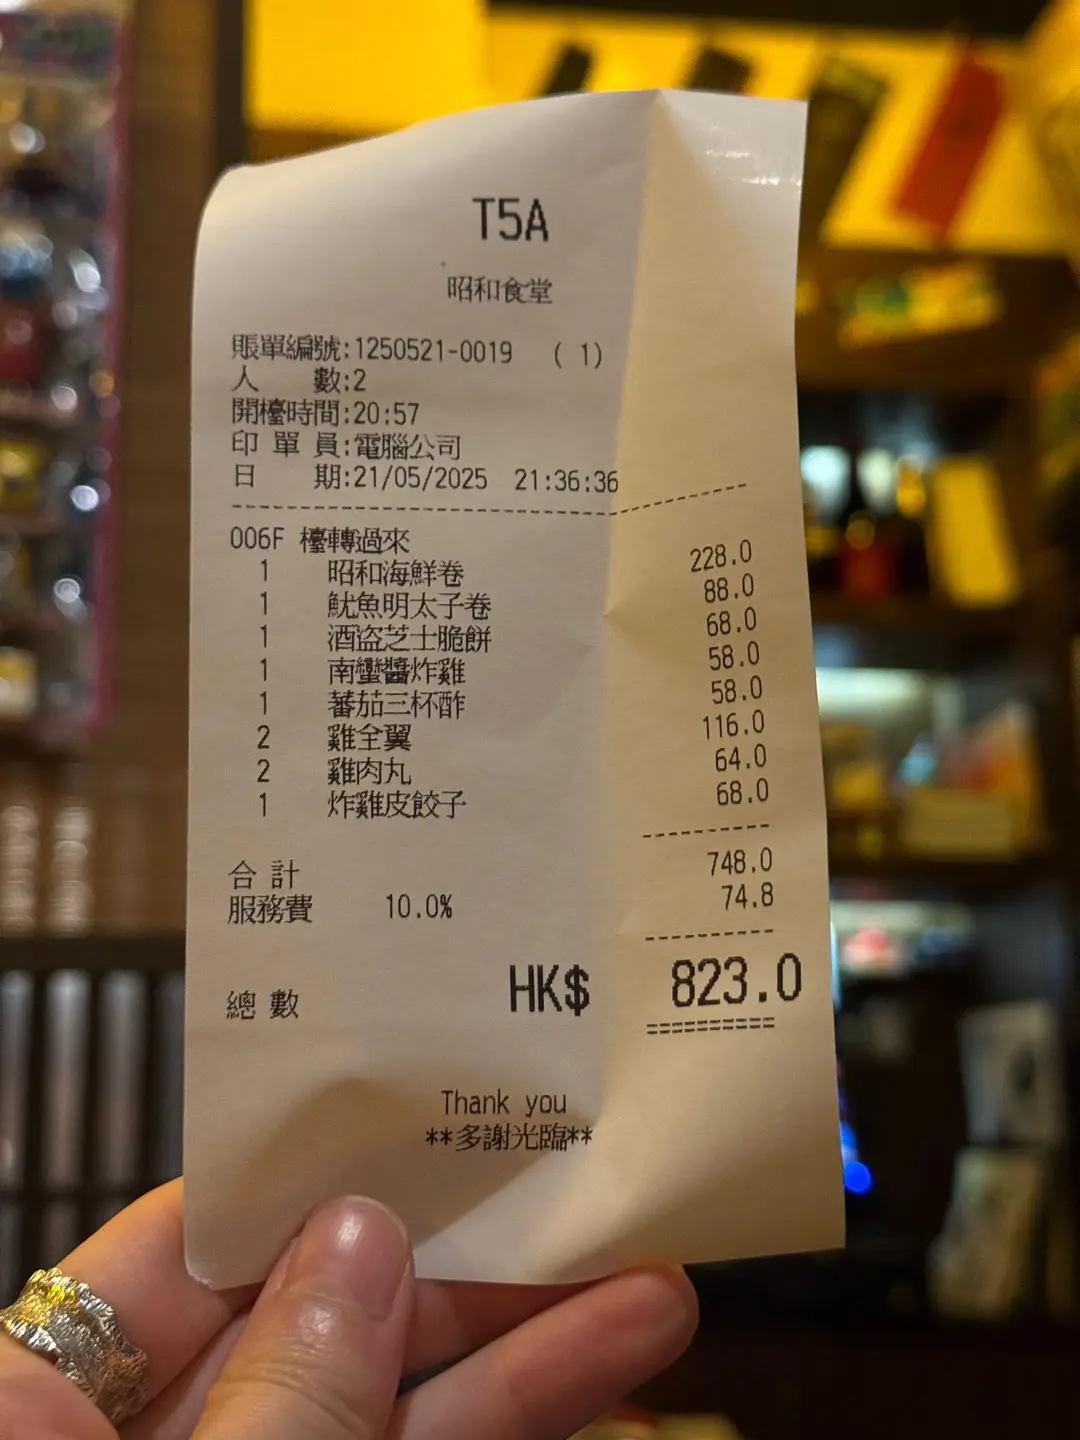 T5A
昭和食堂
賬單編號:1250521-0019 ( 1)
人 數:2
開檯時間:20:57
印 單 員:電腦公司
日 期:21/05/2025 21:36:36
006F 檯轉過來
1 昭和海鮮卷 228.0
1 魷魚明太子卷 88.0
1 酒盗芝士脆餅 68.0
1 南蠻醬炸雞 58.0
1 蕃茄三杯酢 58.0
2 雞全翼 116.0
2 雞肉丸 64.0
1 炸雞皮餃子 68.0
合 計 748.0
服務費 10.0% 74.8
總 數 HK$ 823.0
Thank you
**多謝光臨**